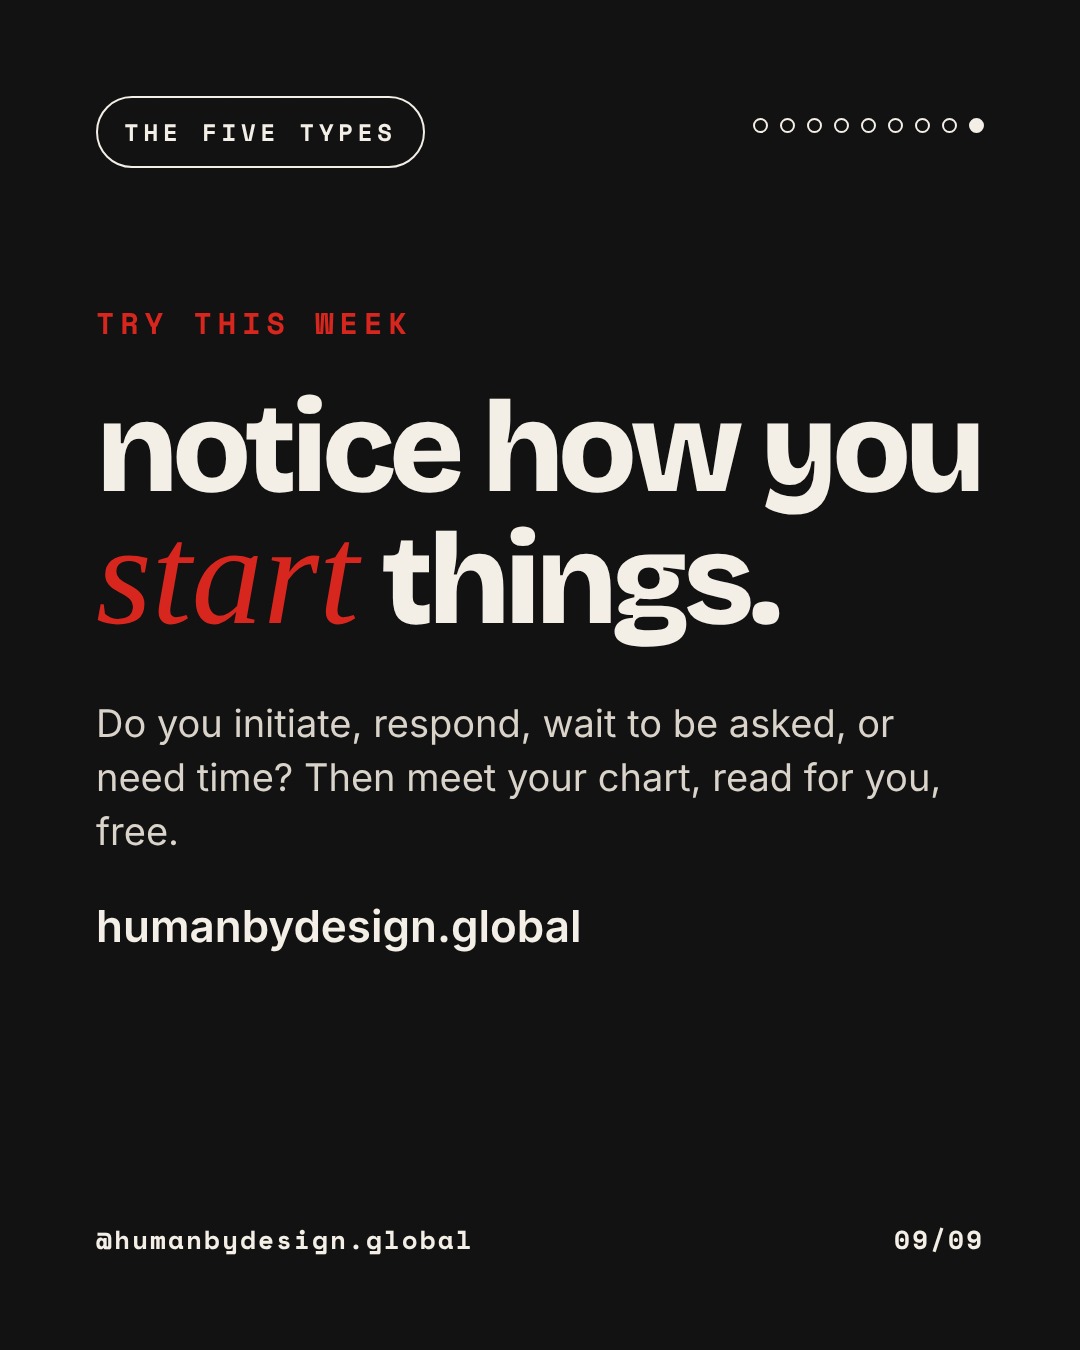 THE FIVE TYPES
TRY THIS WEEK
notice how you
start things.
Do you initiate, respond, wait to be asked, or
need time? Then meet your chart, read for you,
free.
humanbydesign.global
@humanbydesign.global
09/09